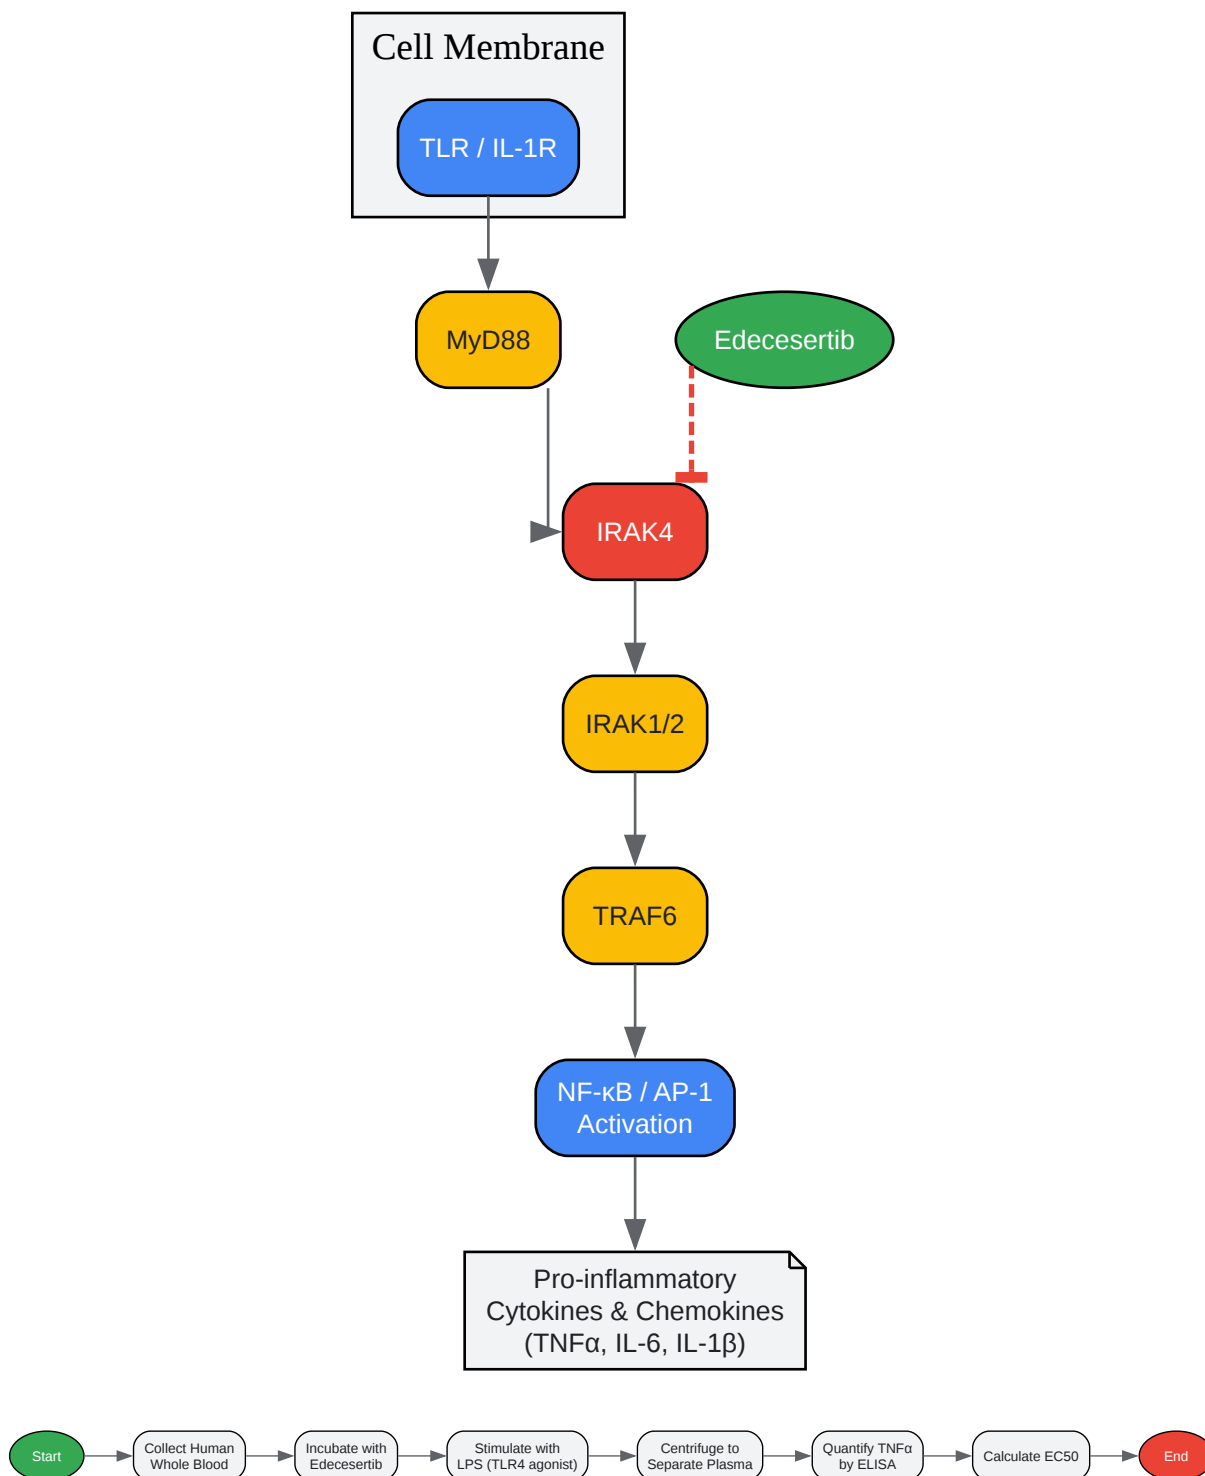 Cell Membrane
TLR / IL-1R
MyD88
Edecesertib
IRAK4
IRAK1/2
TRAF6
NF-κB / AP-1
Activation
Pro-inflammatory
Cytokines & Chemokines
(TNFα, IL-6, IL-1β)
Start
Collect Human
Whole Blood
Incubate with
Edecesertib
Stimulate with
LPS (TLR4 agonist)
Centrifuge to
Separate Plasma
Quantify TNFα
by ELISA
Calculate EC50
End